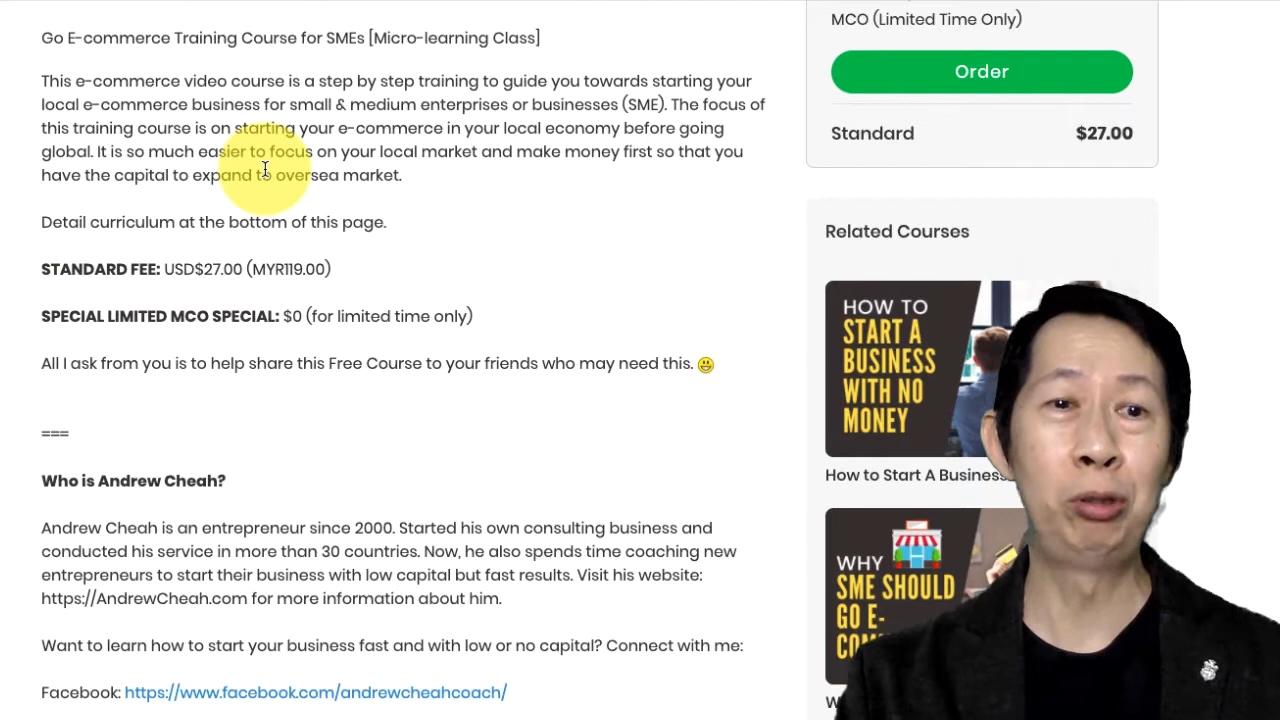 Go E-commerce Training Course for SMEs [Micro-learning Class]
This e-commerce video course is a step by step training to guide you towards starting your
local e-commerce business for small & medium enterprises or businesses (SME). The focus of
this training course is on starting your e-commerce in your local economy before going
global. It is so much easier to focus on your local market and make money first so that you
have the capital to expand to oversea market.
Detail curriculum at the bottom of this page.
STANDARD FEE: USD$27.00 (MYR119.00)
SPECIAL LIMITED MCO SPECIAL: $0 (for limited time only)
All I ask from you is to help share this Free Course to your friends who may need this. 😃
===
Who is Andrew Cheah?
Andrew Cheah is an entrepreneur since 2000. Started his own consulting business and
conducted his service in more than 30 countries. Now, he also spends time coaching new
entrepreneurs to start their business with low capital but fast results. Visit his website:
https://AndrewCheah.com for more information about him.
Want to learn how to start your business fast and with low or no capital? Connect with me:
Facebook: https://www.facebook.com/andrewcheahcoach/
MCO (Limited Time Only)
Order
Standard $27.00
Related Courses
HOW TO
START A
BUSINESS
WITH NO
MONEY
How to Start A Business
WHY
SME SHOULD
GO E-